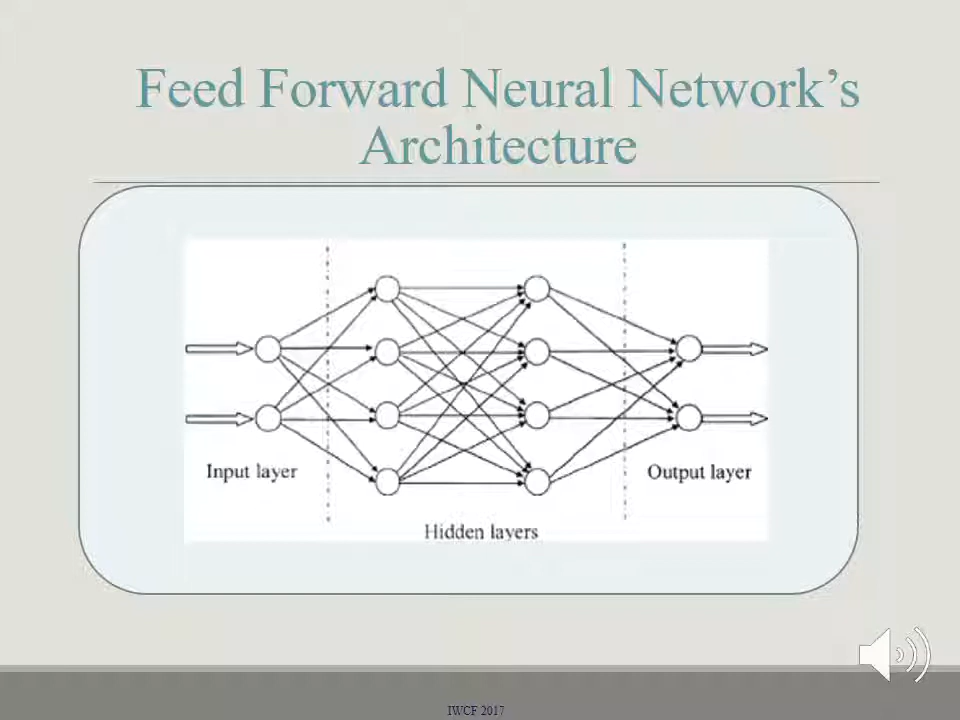 Feed Forward Neural Network’s
Architecture
Input layer
Output layer
Hidden layers
IWCF 2017